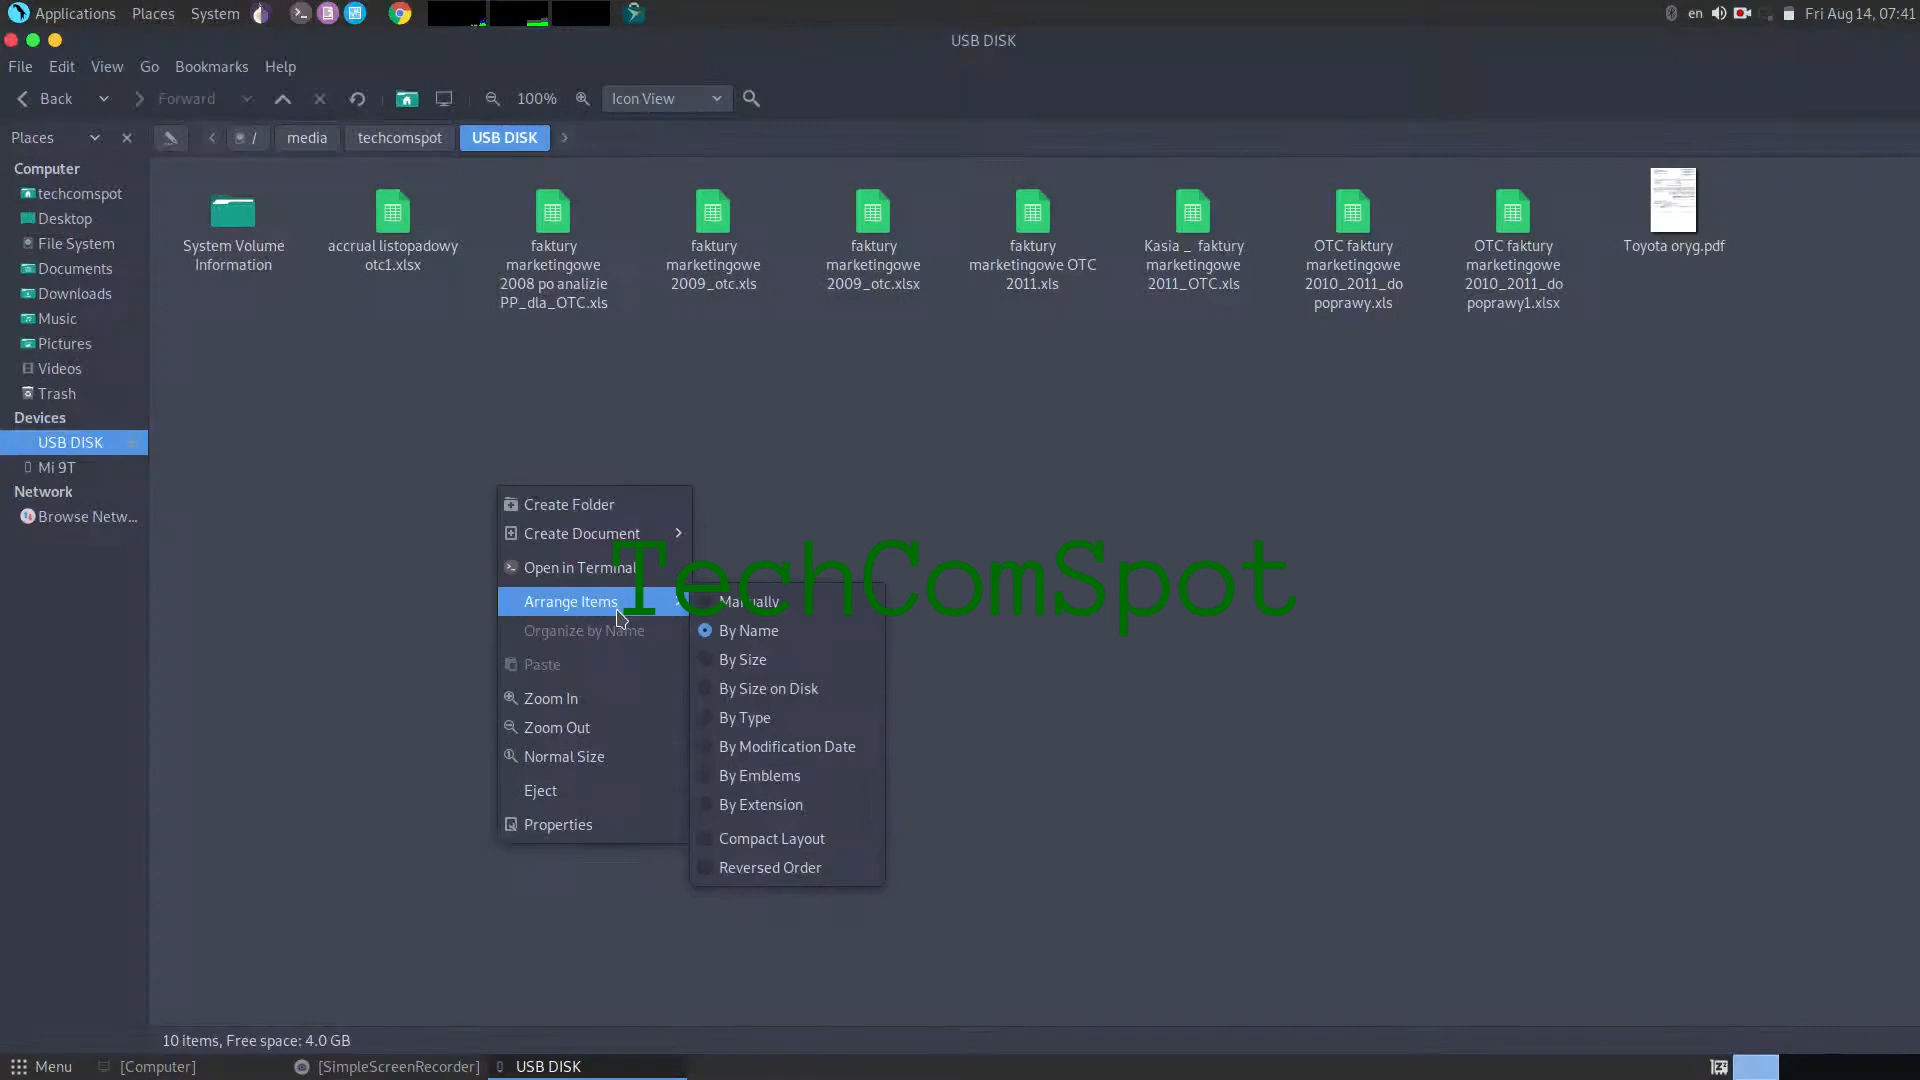 Applications Places System en Fri Aug 14, 07:41
USB DISK
File Edit View Go Bookmarks Help
Back Forward 100% Icon View
Places / media techcomspot USB DISK
Computer
techcomspot
Desktop
File System
Documents
Downloads
Music
Pictures
Videos
Trash
Devices
USB DISK
Mi 9T
Network
Browse Netw...
System Volume
Information
accrual listopadowy
otc1.xlsx
faktury
marketingowe
2008 po analizie
PP_dla_OTC.xls
faktury
marketingowe
2009_otc.xls
faktury
marketingowe
2009_otc.xlsx
faktury
marketingowe OTC
2011.xls
Kasia _ faktury
marketingowe
2011_OTC.xls
OTC faktury
marketingowe
2010_2011_do
poprawy.xls
OTC faktury
marketingowe
2010_2011_do
poprawy1.xlsx
Toyota oryg.pdf
Create Folder
Create Document
Open in Terminal
Arrange Items
Organize by Name
Paste
Zoom In
Zoom Out
Normal Size
Eject
Properties
TechComSpot
Manually
By Name
By Size
By Size on Disk
By Type
By Modification Date
By Emblems
By Extension
Compact Layout
Reversed Order
10 items, Free space: 4.0 GB
Menu [Computer] [SimpleScreenRecorder] USB DISK